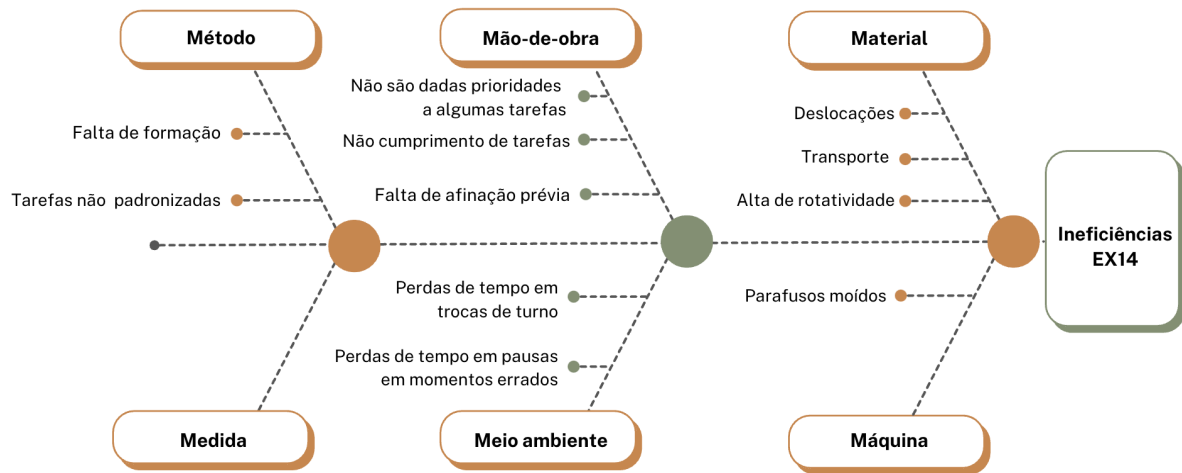 Método
Mão-de-obra
Material
Não são dadas prioridades
a algumas tarefas
Não cumprimento de tarefas
Falta de afinação prévia
Falta de formação
Tarefas não padronizadas
Deslocações
Transporte
Alta de rotatividade
Ineficiências
EX14
Perdas de tempo em
trocas de turno
Perdas de tempo em pausas
em momentos errados
Parafusos moídos
Medida
Meio ambiente
Máquina